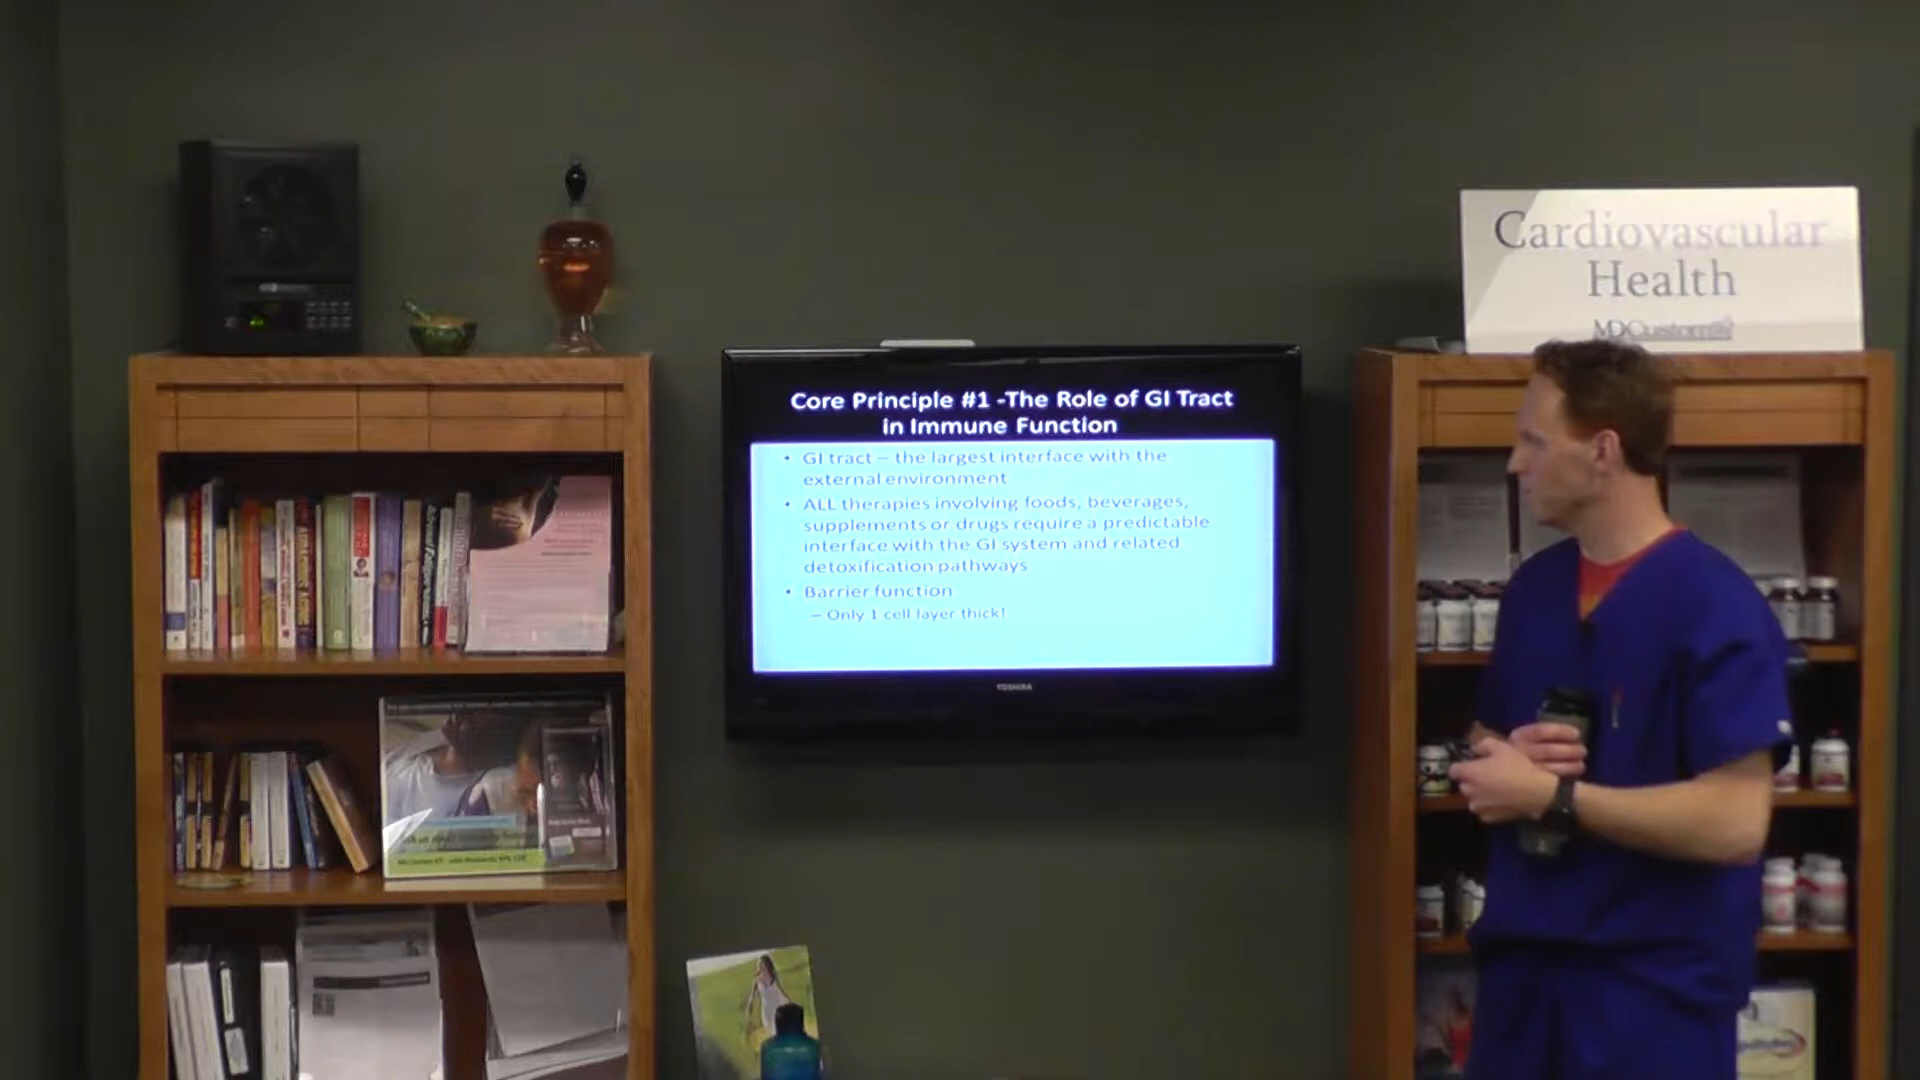 Cardiovascular
Health
MDCustomRx
Core Principle #1 -The Role of GI Tract
in Immune Function
• GI tract – the largest interface with the
external environment
• ALL therapies involving foods, beverages,
supplements or drugs require a predictable
interface with the GI system and related
detoxification pathways
• Barrier function
– Only 1 cell layer thick!
TOSHIBA